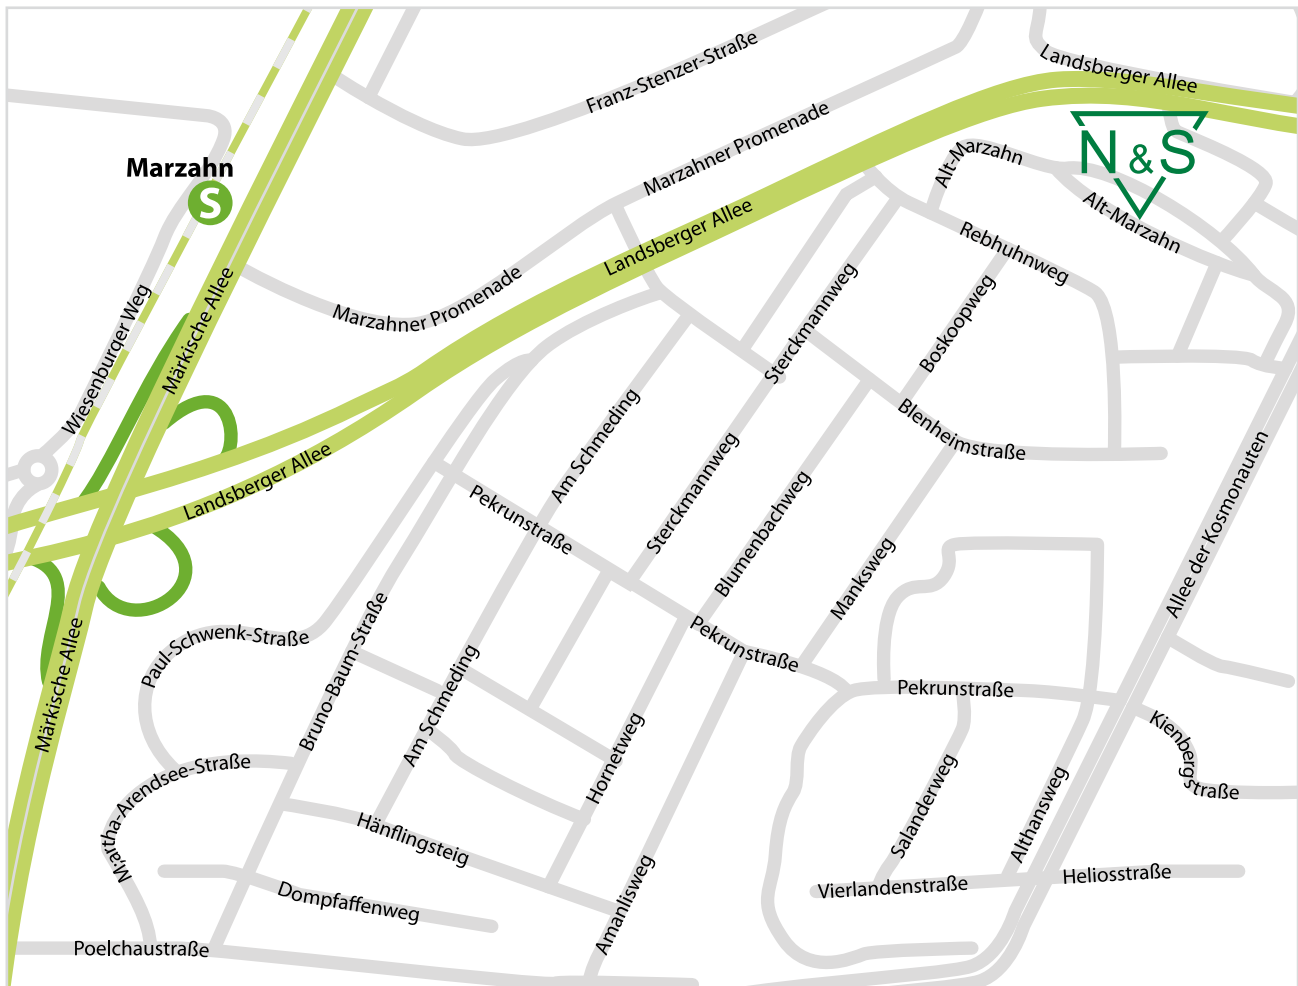 Landsberger Allee
Franz-Stenzer-Straße
Marzahner Promenade
N & S
Alt-Marzahn
Marzahn
S
Alt-Marzahn
Landsberger Allee
Rebhuhnweg
Marzahner Promenade
Wiesenburger Weg
Märkische Allee
Sterckmannweg
Boskoopweg
Am Schmeding
Blenheimstraße
Landsberger Allee
Pekrunstraße
Sterckmannweg
Blumenbachweg
Allee der Kosmonauten
Manksweg
Paul-Schwenk-Straße
Bruno-Baum-Straße
Pekrunstraße
Märkische Allee
Am Schmeding
Pekrunstraße
Kienbergstraße
Hornetweg
Martha-Arendsee-Straße
Salanderweg
Althansweg
Hänflingsteig
Vierlandenstraße
Heliosstraße
Dompfaffenweg
Amanlisweg
Poelchaustraße